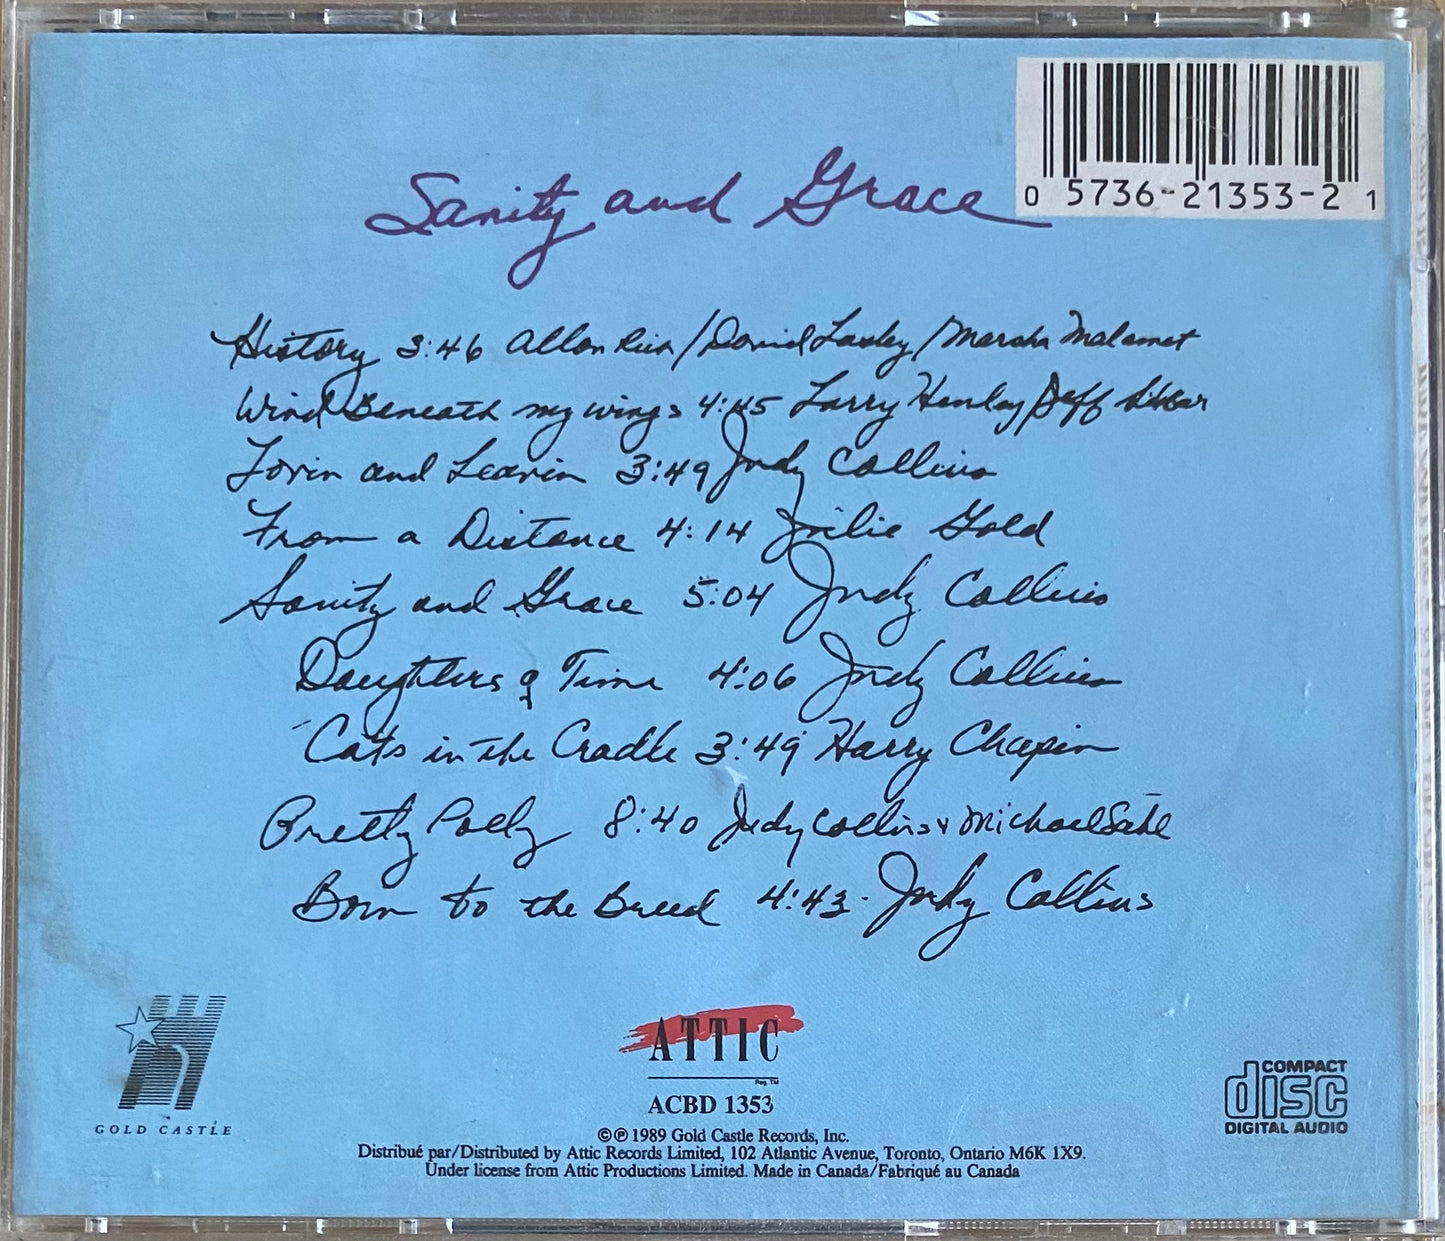 0 5736-21353-2 1
Sanity and Grace
History 3:46 Allan Rich/David Lasley/Marsha Malamet
Wind Beneath my wings 4:45 Larry Henley/Jeff Silbar
Lovin and Leavin 3:49 Judy Collins
From a Distance 4:14 Julie Gold
Sanity and Grace 5:04 Judy Collins
Daughters of Time 4:06 Judy Collins
Cats in the Cradle 3:49 Harry Chapin
Pretty Polly 8:40 Judy Collins & Michael Sahl
Born to the Breed 4:43 Judy Collins
GOLD CASTLE
ATTIC
Reg. TM
ACBD 1353
©℗ 1989 Gold Castle Records, Inc.
Distribué par/Distributed by Attic Records Limited, 102 Atlantic Avenue, Toronto, Ontario M6K 1X9.
Under license from Attic Productions Limited. Made in Canada/Fabriqué au Canada
COMPACT
disc
DIGITAL AUDIO